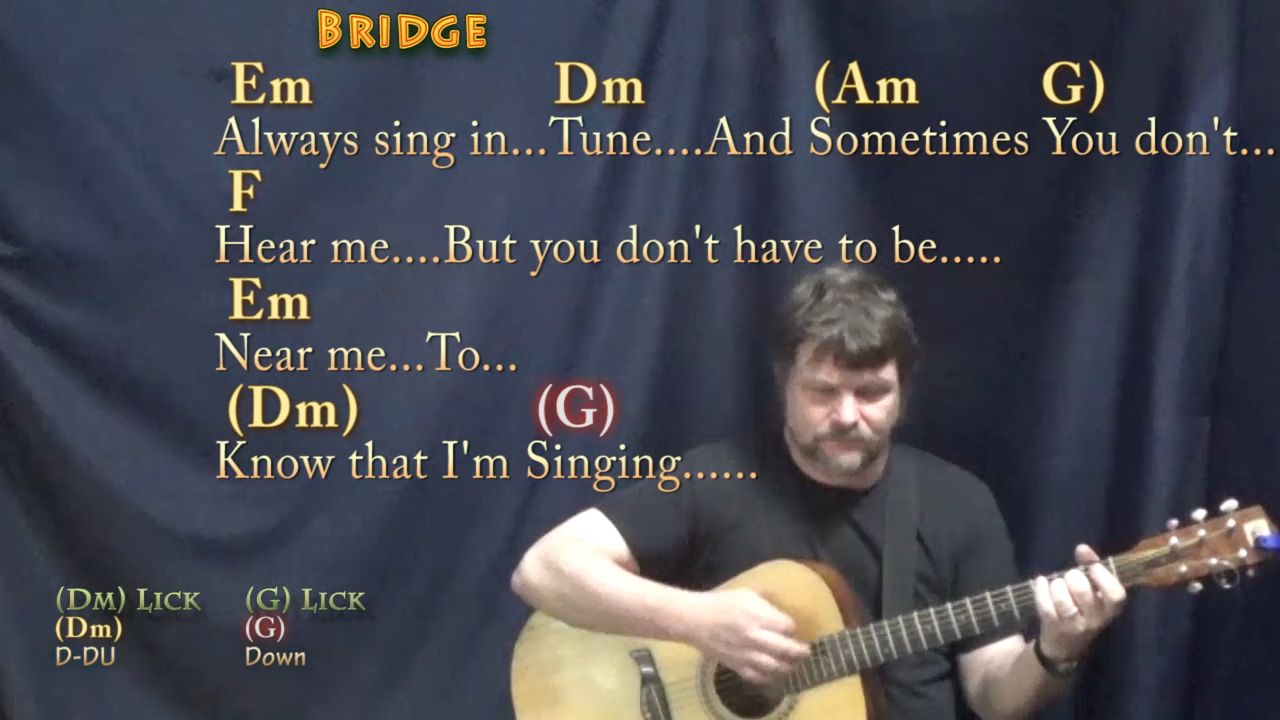 BRIDGE
Em Dm (Am G)
Always sing in...Tune....And Sometimes You don't...
F
Hear me....But you don't have to be.....
Em
Near me...To...
(Dm) (G)
Know that I'm Singing......
(DM) LICK (G) LICK
(Dm) (G)
D-DU Down